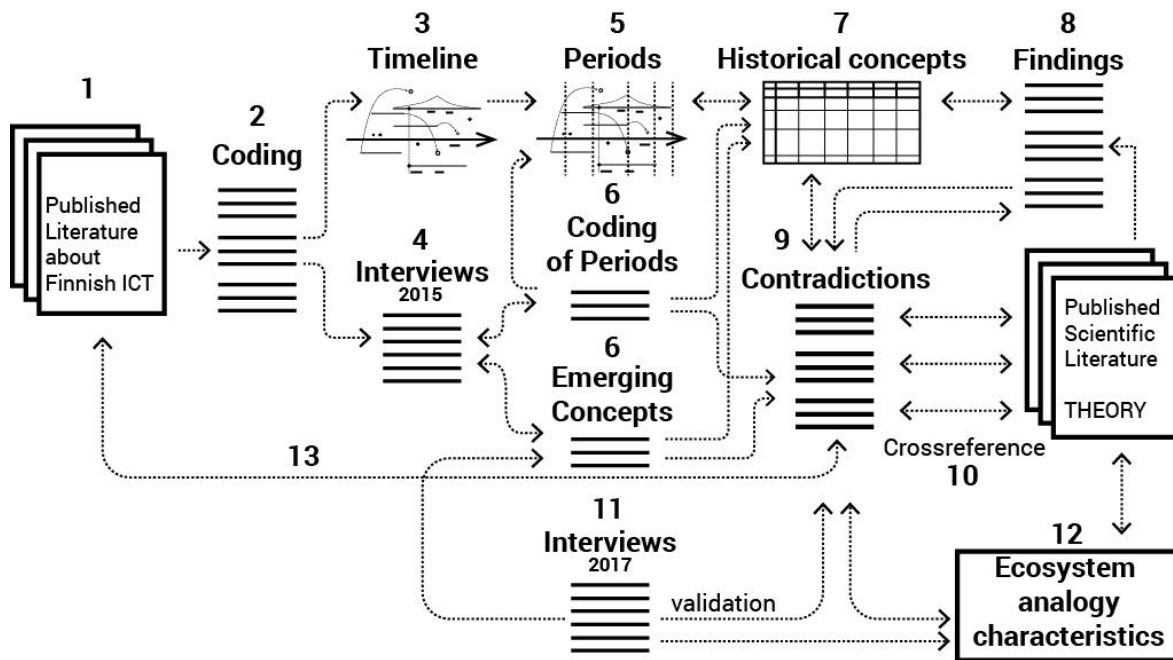 1
Published
Literature
about
Finnish ICT
2
Coding
3
Timeline
4
Interviews
2015
5
Periods
6
Coding
of Periods
6
Emerging
Concepts
7
Historical concepts
8
Findings
9
Contradictions
Published
Scientific
Literature
THEORY
Crossreference
10
11
Interviews
2017
validation
12
Ecosystem
analogy
characteristics
13